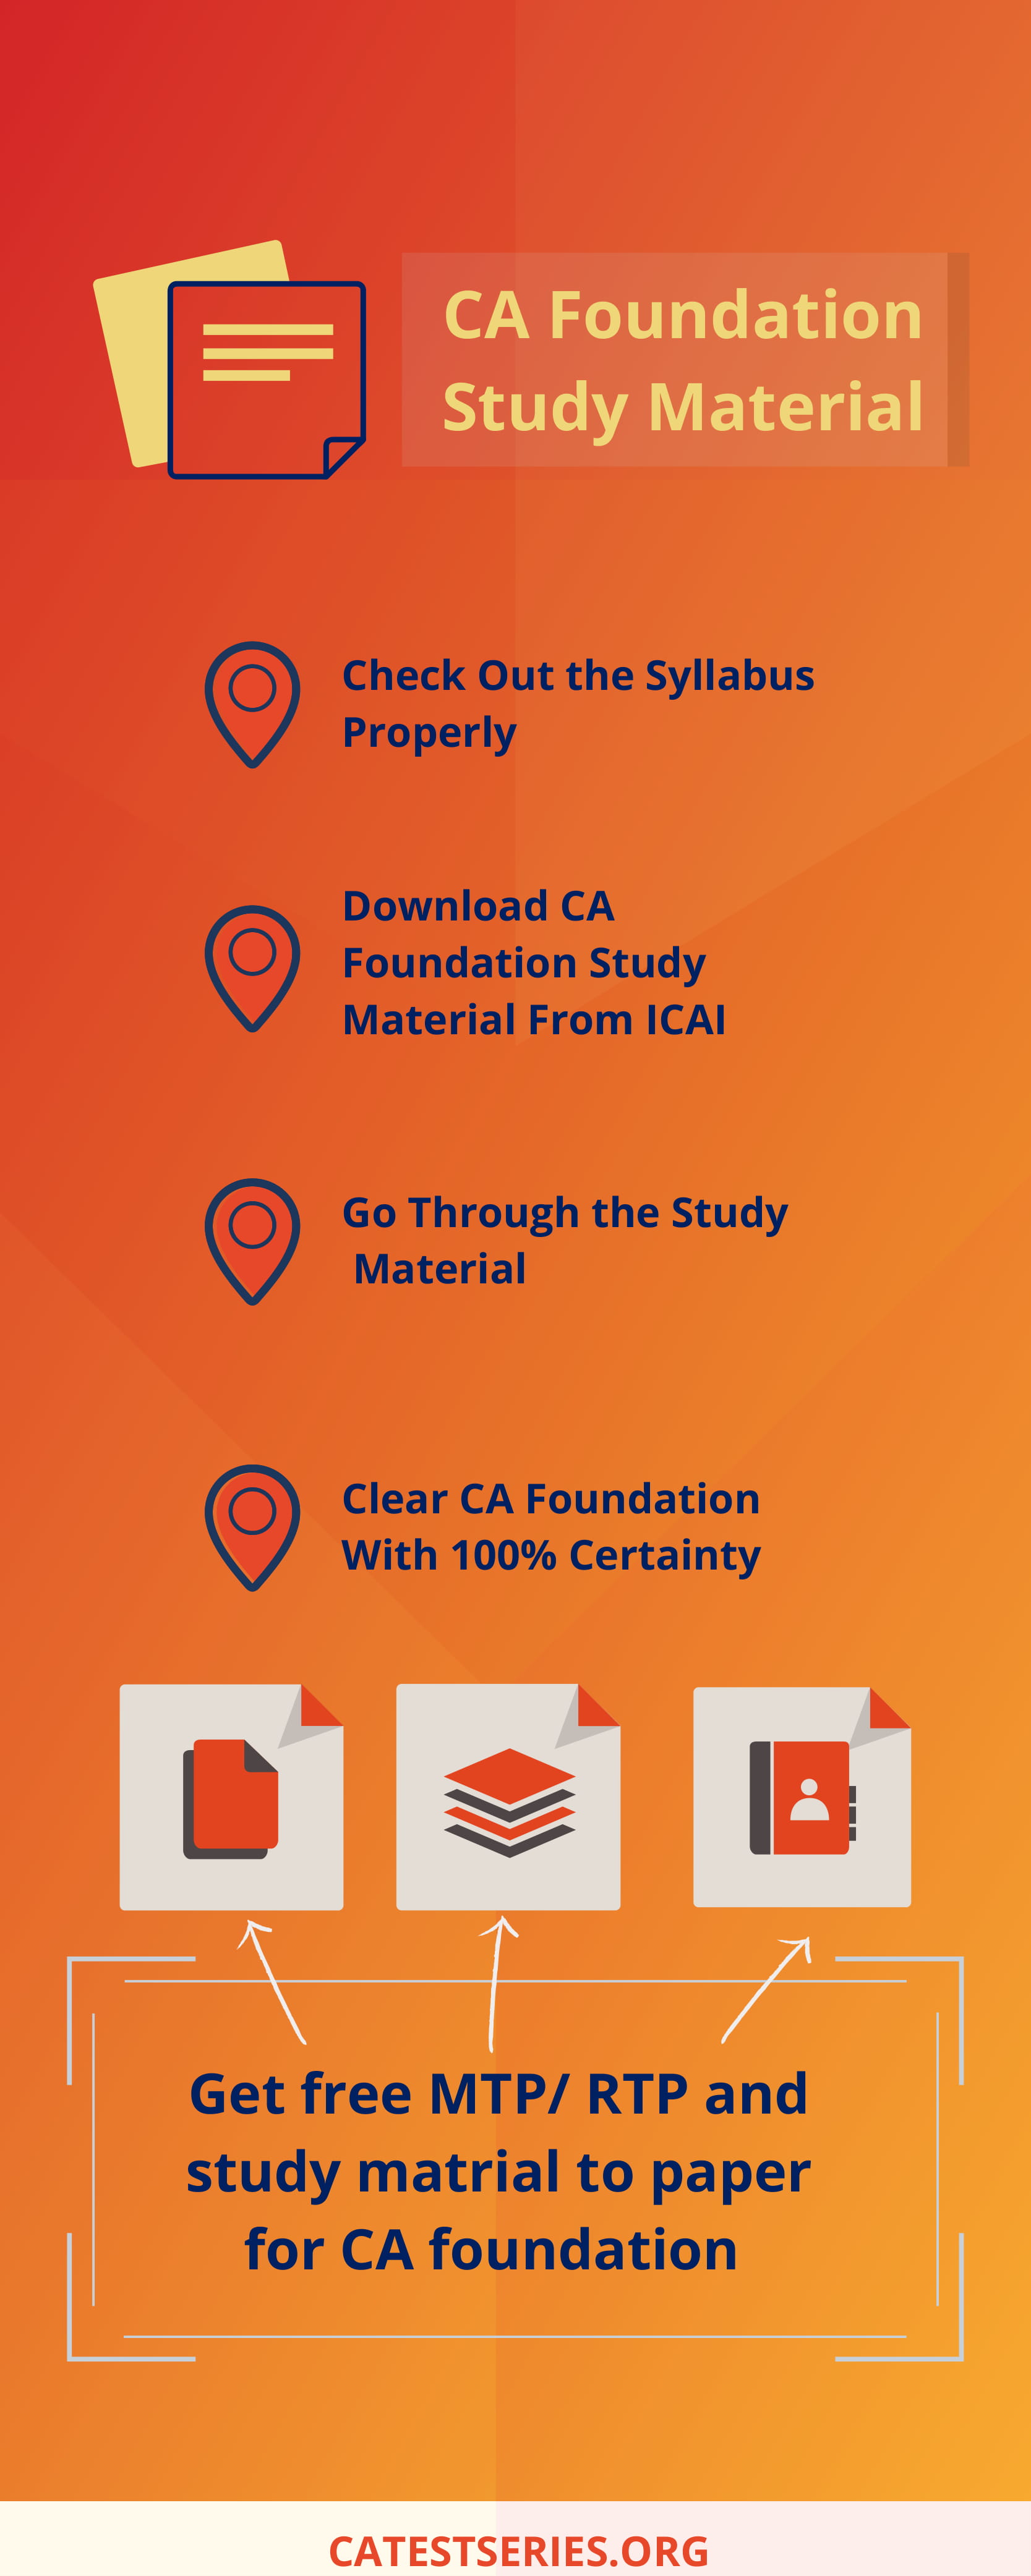 CA Foundation
Study Material
Check Out the Syllabus
Properly
Download CA
Foundation Study
Material From ICAI
Go Through the Study
Material
Clear CA Foundation
With 100% Certainty
Get free MTP/ RTP and
study matrial to paper
for CA foundation
CATESTSERIES.ORG